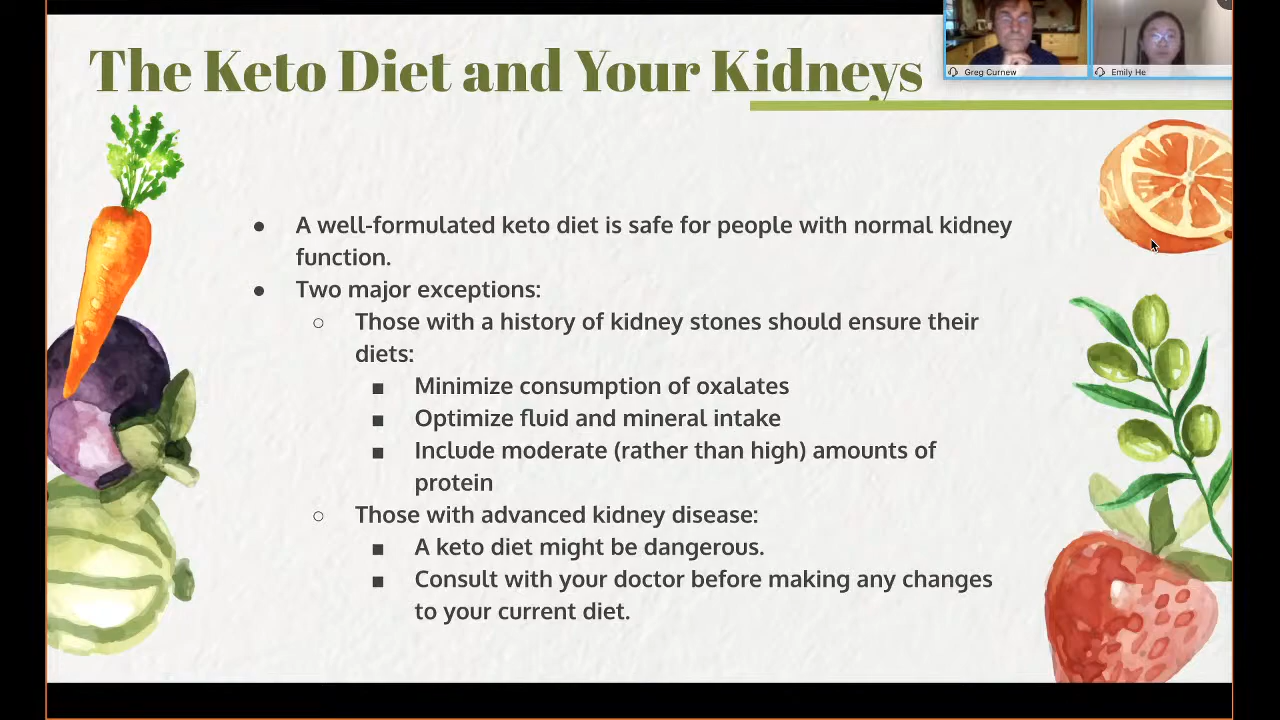 The Keto Diet and Your Kidneys
Greg Curnew
Emily He
● A well-formulated keto diet is safe for people with normal kidney
function.
● Two major exceptions:
○ Those with a history of kidney stones should ensure their
diets:
■ Minimize consumption of oxalates
■ Optimize fluid and mineral intake
■ Include moderate (rather than high) amounts of
protein
○ Those with advanced kidney disease:
■ A keto diet might be dangerous.
■ Consult with your doctor before making any changes
to your current diet.